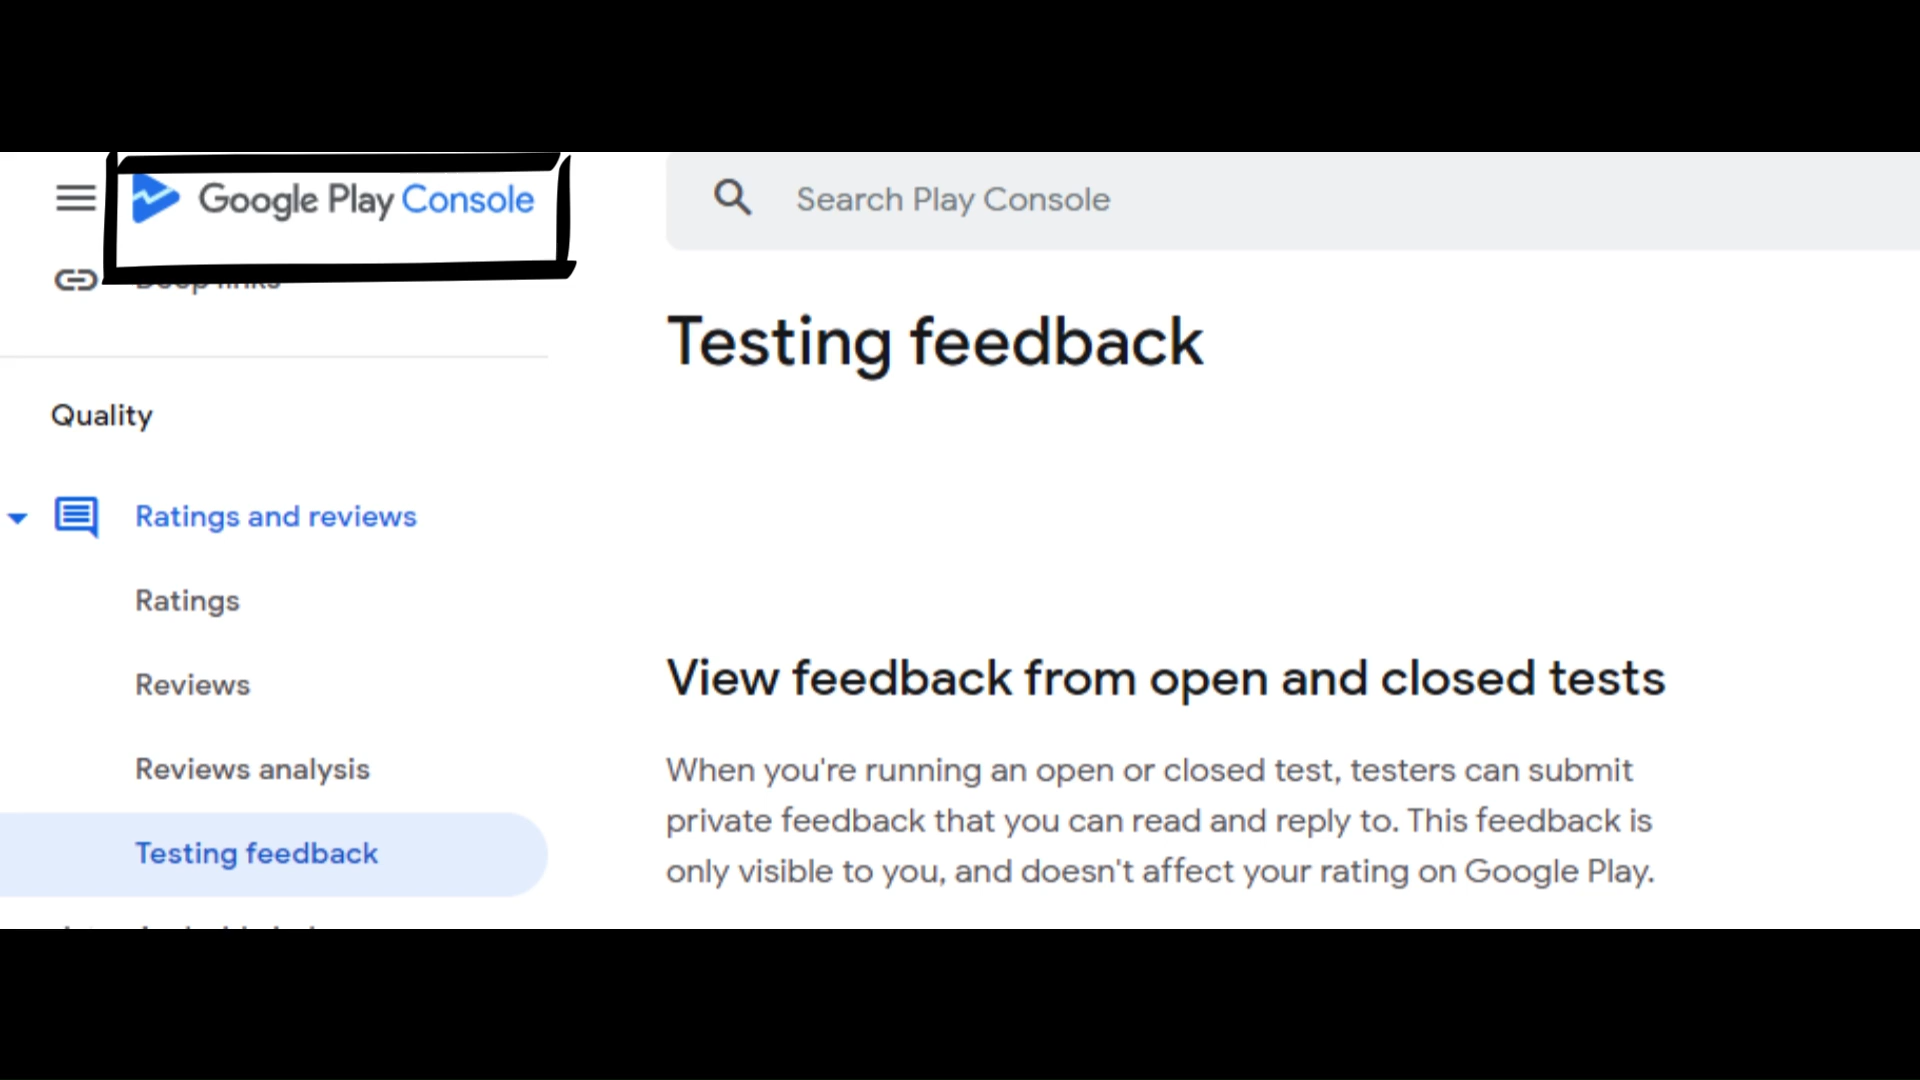 Google Play Console
Search Play Console
Deep links
Testing feedback
Quality
Ratings and reviews
Ratings
Reviews
Reviews analysis
Testing feedback
View feedback from open and closed tests
When you're running an open or closed test, testers can submit
private feedback that you can read and reply to. This feedback is
only visible to you, and doesn't affect your rating on Google Play.